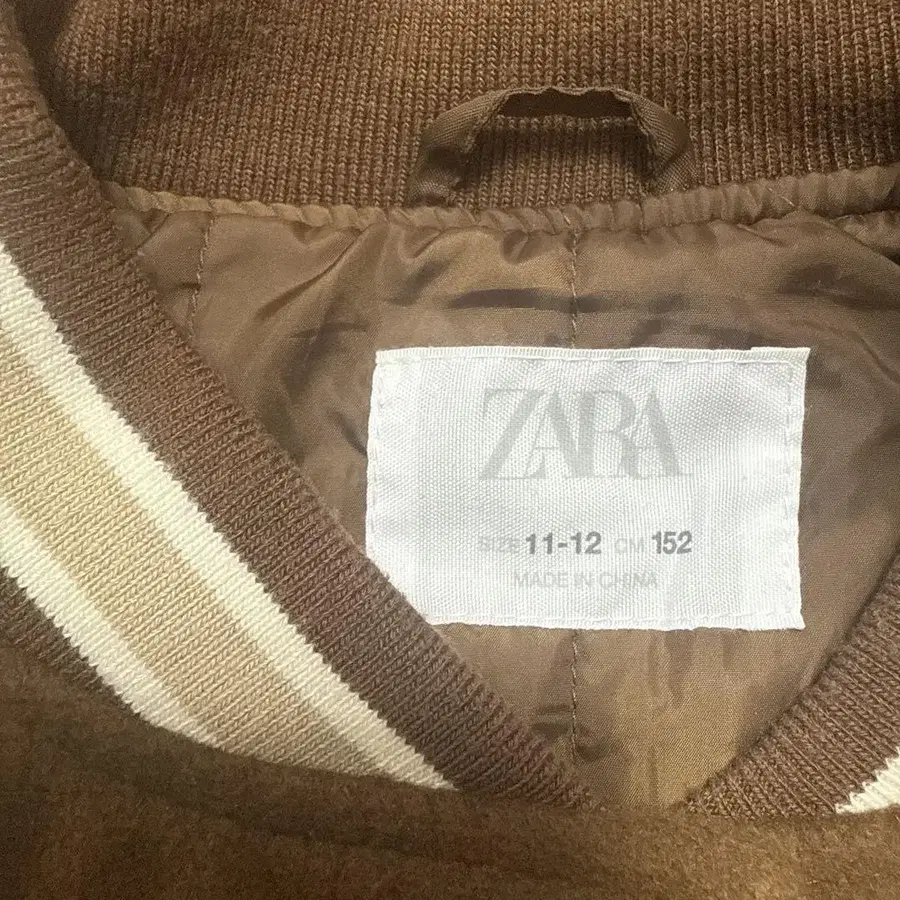 ZARA
SIZE 11-12 CM 152
MADE IN CHINA